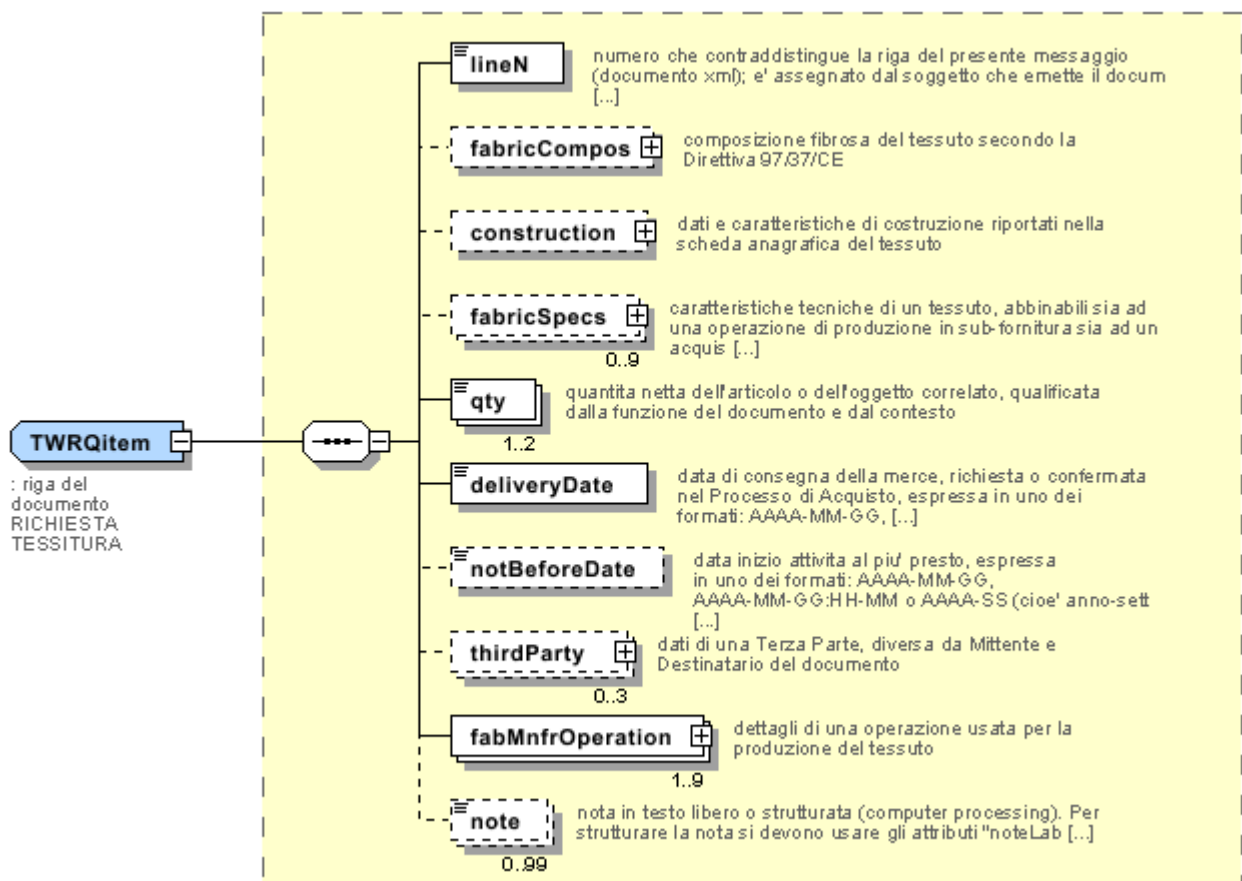 lineN
numero che contraddistingue la riga del presente messaggio
(documento xml); e' assegnato dal soggetto che emette il docum
[...]
fabricCompos
composizione fibrosa del tessuto secondo la
Direttiva 97/37/CE
construction
dati e caratteristiche di costruzione riportati nella
scheda anagrafica del tessuto
fabricSpecs
caratteristiche tecniche di un tessuto, abbinabili sia ad
una operazione di produzione in sub-fornitura sia ad un
acquis [...]
0..9
qty
quantita netta dell'articolo o dell'oggetto correlato, qualificata
dalla funzione del documento e dal contesto
1..2
TWRQitem
: riga del
documento
RICHIESTA
TESSITURA
deliveryDate
data di consegna della merce, richiesta o confermata
nel Processo di Acquisto, espressa in uno dei
formati: AAAA-MM-GG, [...]
notBeforeDate
data inizio attivita al piu' presto, espressa
in uno dei formati: AAAA-MM-GG,
AAAA-MM-GG:HH-MM o AAAA-SS (cioe' anno-sett
[...]
thirdParty
dati di una Terza Parte, diversa da Mittente e
Destinatario del documento
0..3
fabMnfrOperation
dettagli di una operazione usata per la
produzione del tessuto
1..9
note
nota in testo libero o strutturata (computer processing). Per
strutturare la nota si devono usare gli attributi "noteLab [...]
0..99